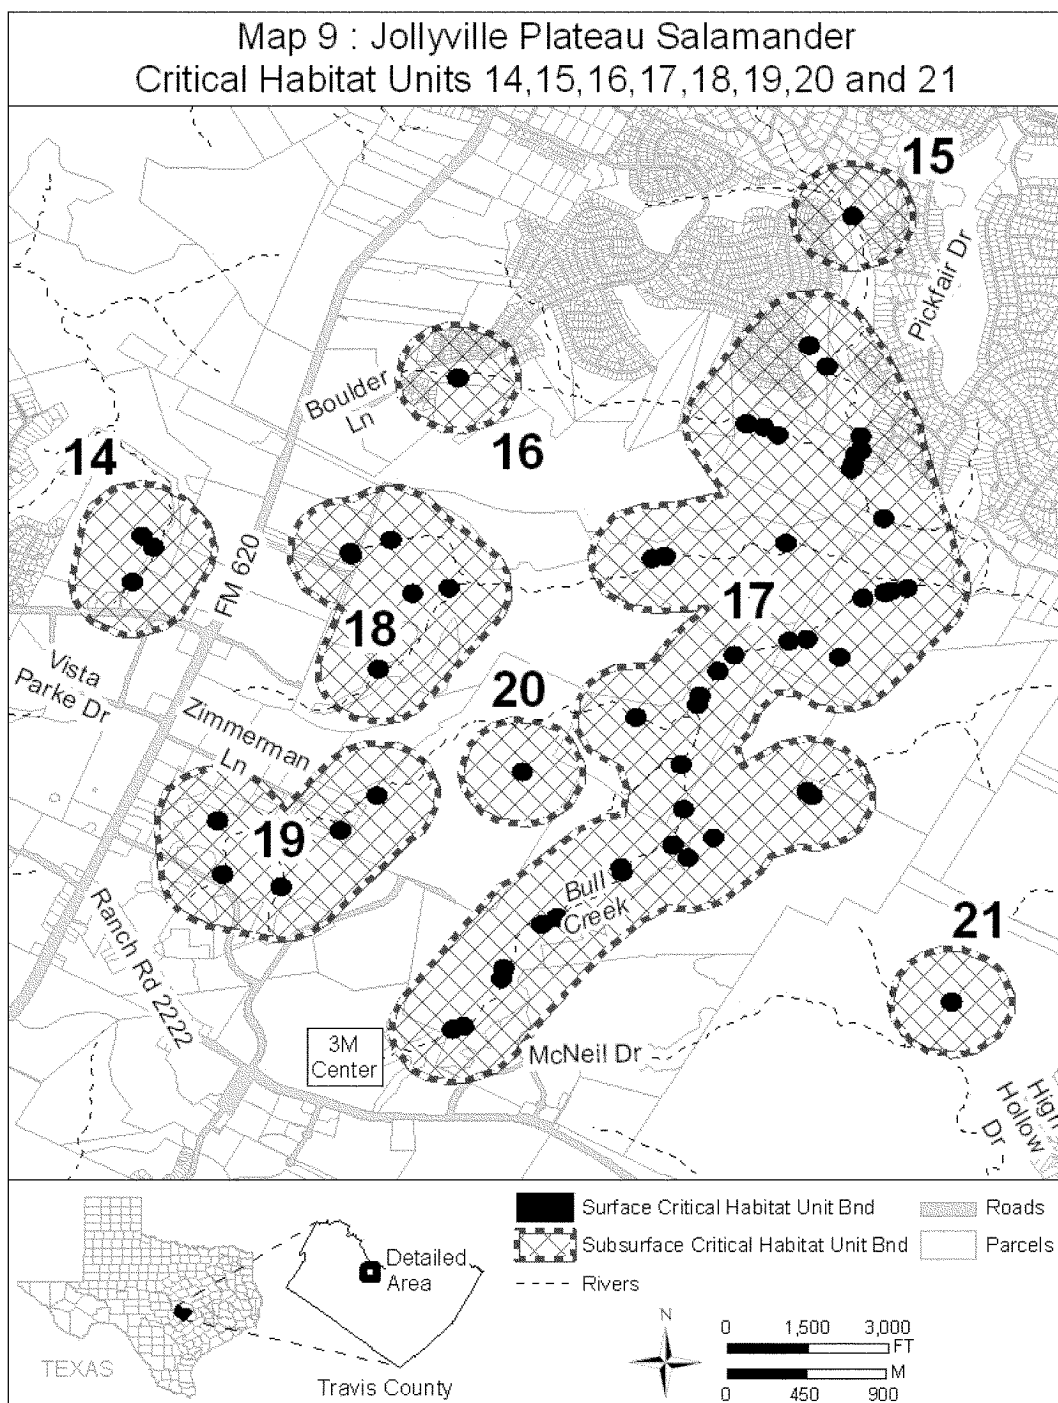 Map 9 : Jollyville Plateau Salamander
Critical Habitat Units 14,15,16,17,18,19,20 and 21
15
Pickfair Dr
Boulder
Ln
16
14
FM 620
17
18
Vista
Parke Dr
20
Zimmerman
Ln
19
Bull
Creek
21
Ranch Rd 2222
3M
Center
McNeil Dr
High
Hollow
Dr
Surface Critical Habitat Unit Bnd
Roads
Subsurface Critical Habitat Unit Bnd
Parcels
Rivers
Detailed
Area
TEXAS
Travis County
N
0 1,500 3,000
FT
M
0 450 900